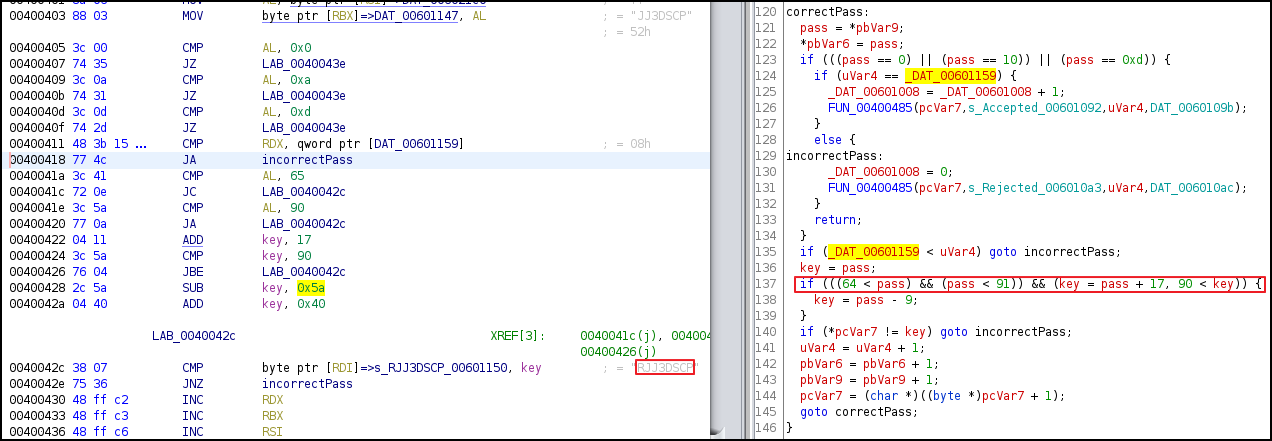 00400403 88 03 MOV byte ptr [RBX]=>DAT_00601147, AL ; = "JJ3DSCP"
; = 52h
00400405 3c 00 CMP AL, 0x0
00400407 74 35 JZ LAB_0040043e
00400409 3c 0a CMP AL, 0xa
0040040b 74 31 JZ LAB_0040043e
0040040d 3c 0d CMP AL, 0xd
0040040f 74 2d JZ LAB_0040043e
00400411 48 3b 15 ... CMP RDX, qword ptr [DAT_00601159] ; = 08h
00400418 77 4c JA incorrectPass
0040041a 3c 41 CMP AL, 65
0040041c 72 0e JC LAB_0040042c
0040041e 3c 5a CMP AL, 90
00400420 77 0a JA LAB_0040042c
00400422 04 11 ADD key, 17
00400424 3c 5a CMP key, 90
00400426 76 04 JBE LAB_0040042c
00400428 2c 5a SUB key, 0x5a
0040042a 04 40 ADD key, 0x40
LAB_0040042c XREF[3]: 0040041c(j), 004004
00400426(j)
0040042c 38 07 CMP byte ptr [RDI]=>s_RJJ3DSCP_00601150, key ; = "RJJ3DSCP"
0040042e 75 36 JNZ incorrectPass
00400430 48 ff c2 INC RDX
00400433 48 ff c3 INC RBX
00400436 48 ff c6 INC RSI
120 correctPass:
121 pass = *pbVar9;
122 *pbVar6 = pass;
123 if (((pass == 0) || (pass == 10)) || (pass == 0xd)) {
124 if (uVar4 == _DAT_00601159) {
125 _DAT_00601008 = _DAT_00601008 + 1;
126 FUN_00400485(pcVar7,s_Accepted_00601092,uVar4,DAT_0060109b);
127 }
128 else {
129 incorrectPass:
130 _DAT_00601008 = 0;
131 FUN_00400485(pcVar7,s_Rejected_006010a3,uVar4,DAT_006010ac);
132 }
133 return;
134 }
135 if (_DAT_00601159 < uVar4) goto incorrectPass;
136 key = pass;
137 if (((64 < pass) && (pass < 91)) && (key = pass + 17, 90 < key)) {
138 key = pass - 9;
139 }
140 if (*pcVar7 != key) goto incorrectPass;
141 uVar4 = uVar4 + 1;
142 pbVar6 = pbVar6 + 1;
143 pbVar9 = pbVar9 + 1;
144 pcVar7 = (char *)((byte *)pcVar7 + 1);
145 goto correctPass;
146 }